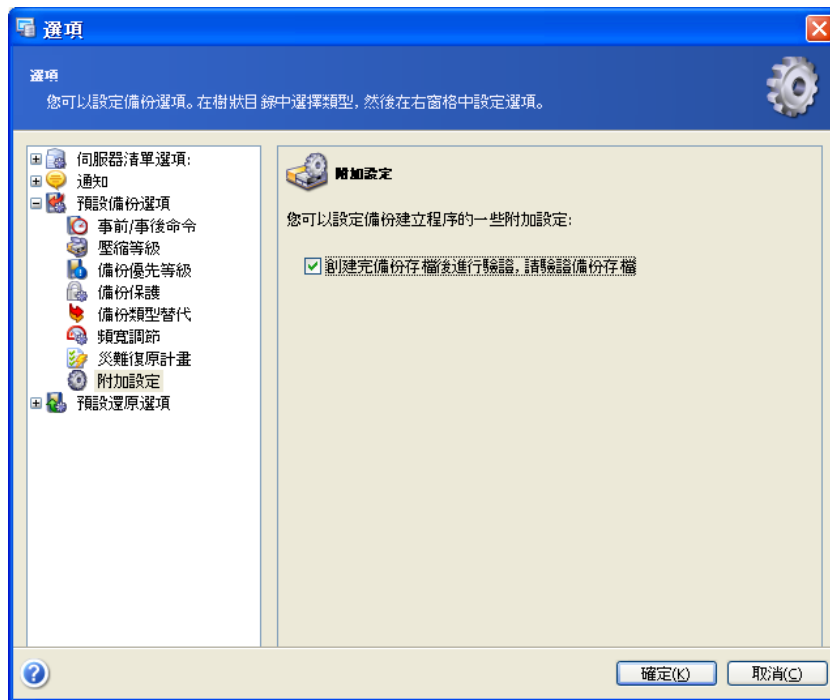 選項
選項
您可以設定備份選項。在樹狀目錄中選擇類型, 然後在右窗格中設定選項。
伺服器清單選項:
通知
預設備份選項
事前/事後命令
壓縮等級
備份優先等級
備份保護
備份類型替代
頻寬調節
災難復原計畫
附加設定
預設還原選項
附加設定
您可以設定備份建立程序的一些附加設定:
創建完備份存檔後進行驗證, 請驗證備份存檔
確定(K)
取消(C)